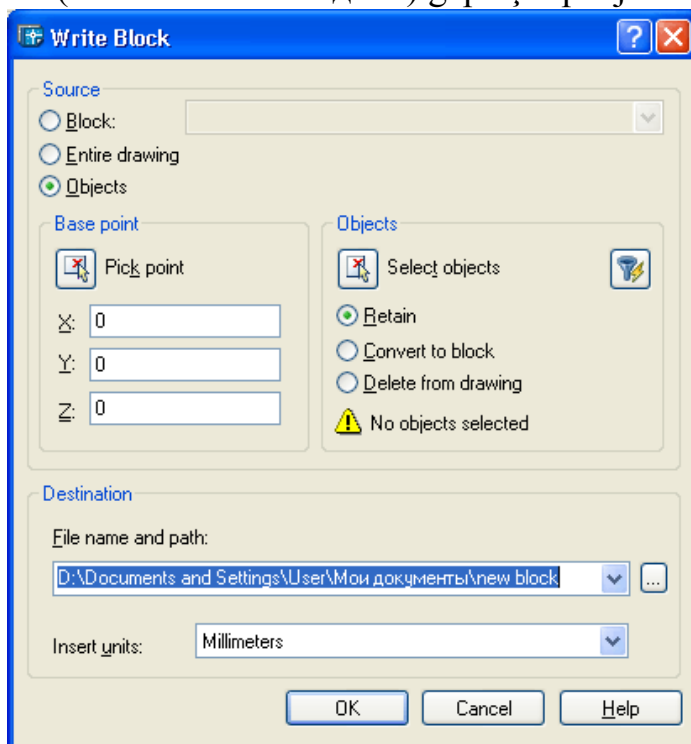 Write Block
Source
Block:
Entire drawing
Objects
Base point
Pick point
X: 0
Y: 0
Z: 0
Objects
Select objects
Retain
Convert to block
Delete from drawing
No objects selected
Destination
File name and path:
D:\Documents and Settings\User\Мои документы\new block
...
Insert units: Millimeters
OK Cancel Help